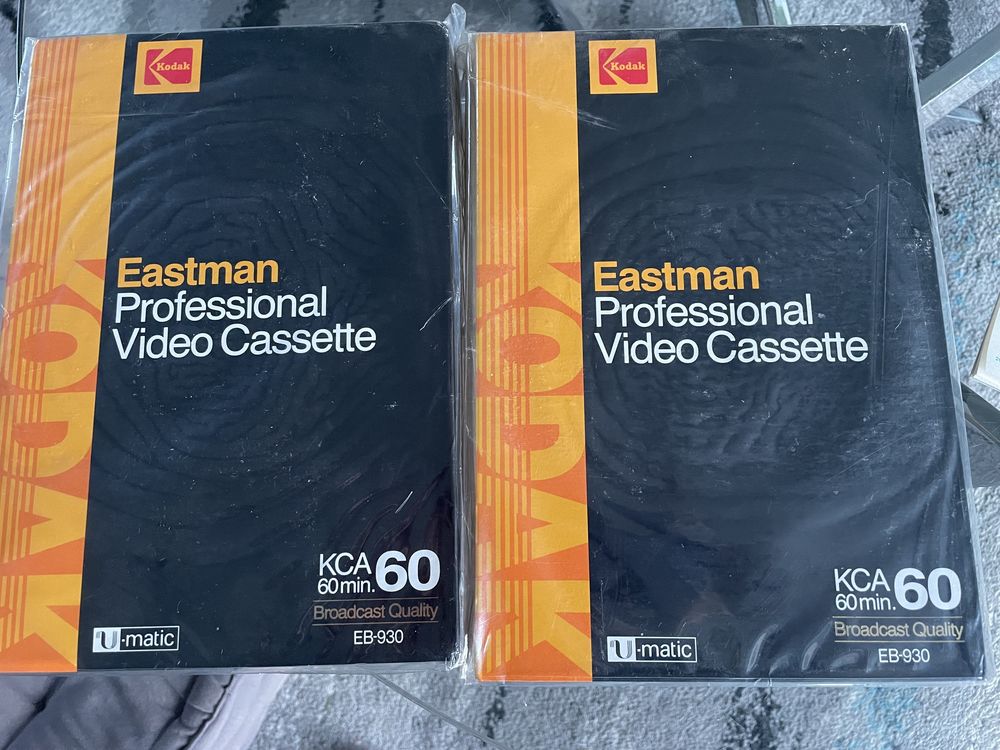 Kodak
Eastman
Professional
Video Cassette
KCA 60
60 min.
Broadcast Quality
EB-930
U-matic
KODAK
Kodak
Eastman
Professional
Video Cassette
KCA 60
60 min.
Broadcast Quality
EB-930
U-matic
KODAK